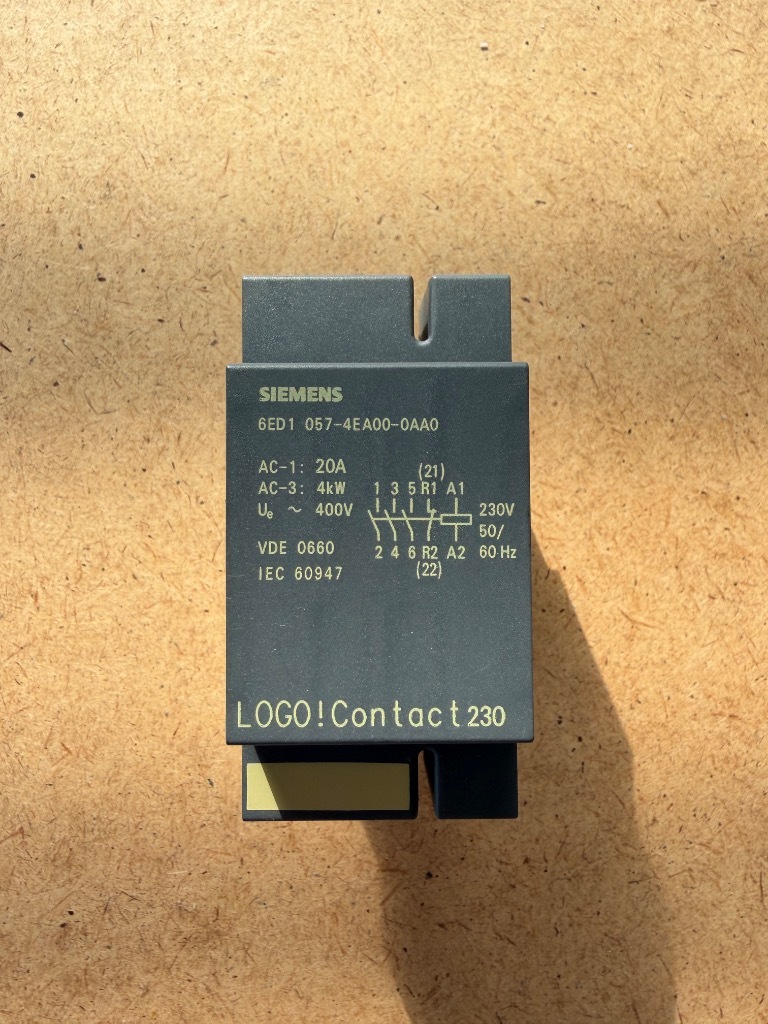 SIEMENS
6ED1 057-4EA00-0AA0
AC-1: 20A
AC-3: 4kW
Ue ~ 400V
VDE 0660
IEC 60947
(21)
1 3 5 R1 A1
230V
50/
60 Hz
2 4 6 R2 A2
(22)
LOGO!Contact 230